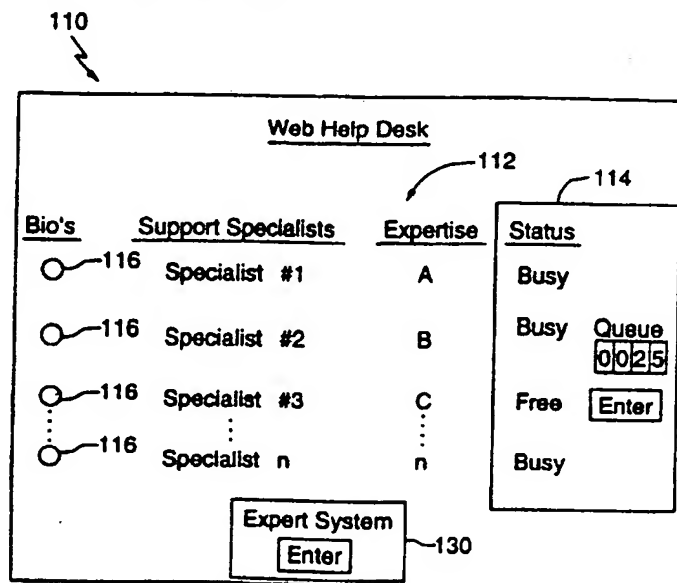 110
Web Help Desk
112
114
Bio's Support Specialists Expertise Status
116 Specialist #1 A Busy
116 Specialist #2 B Busy Queue
0025
116 Specialist #3 C Free Enter
116 Specialist n n Busy
Expert System
Enter
130